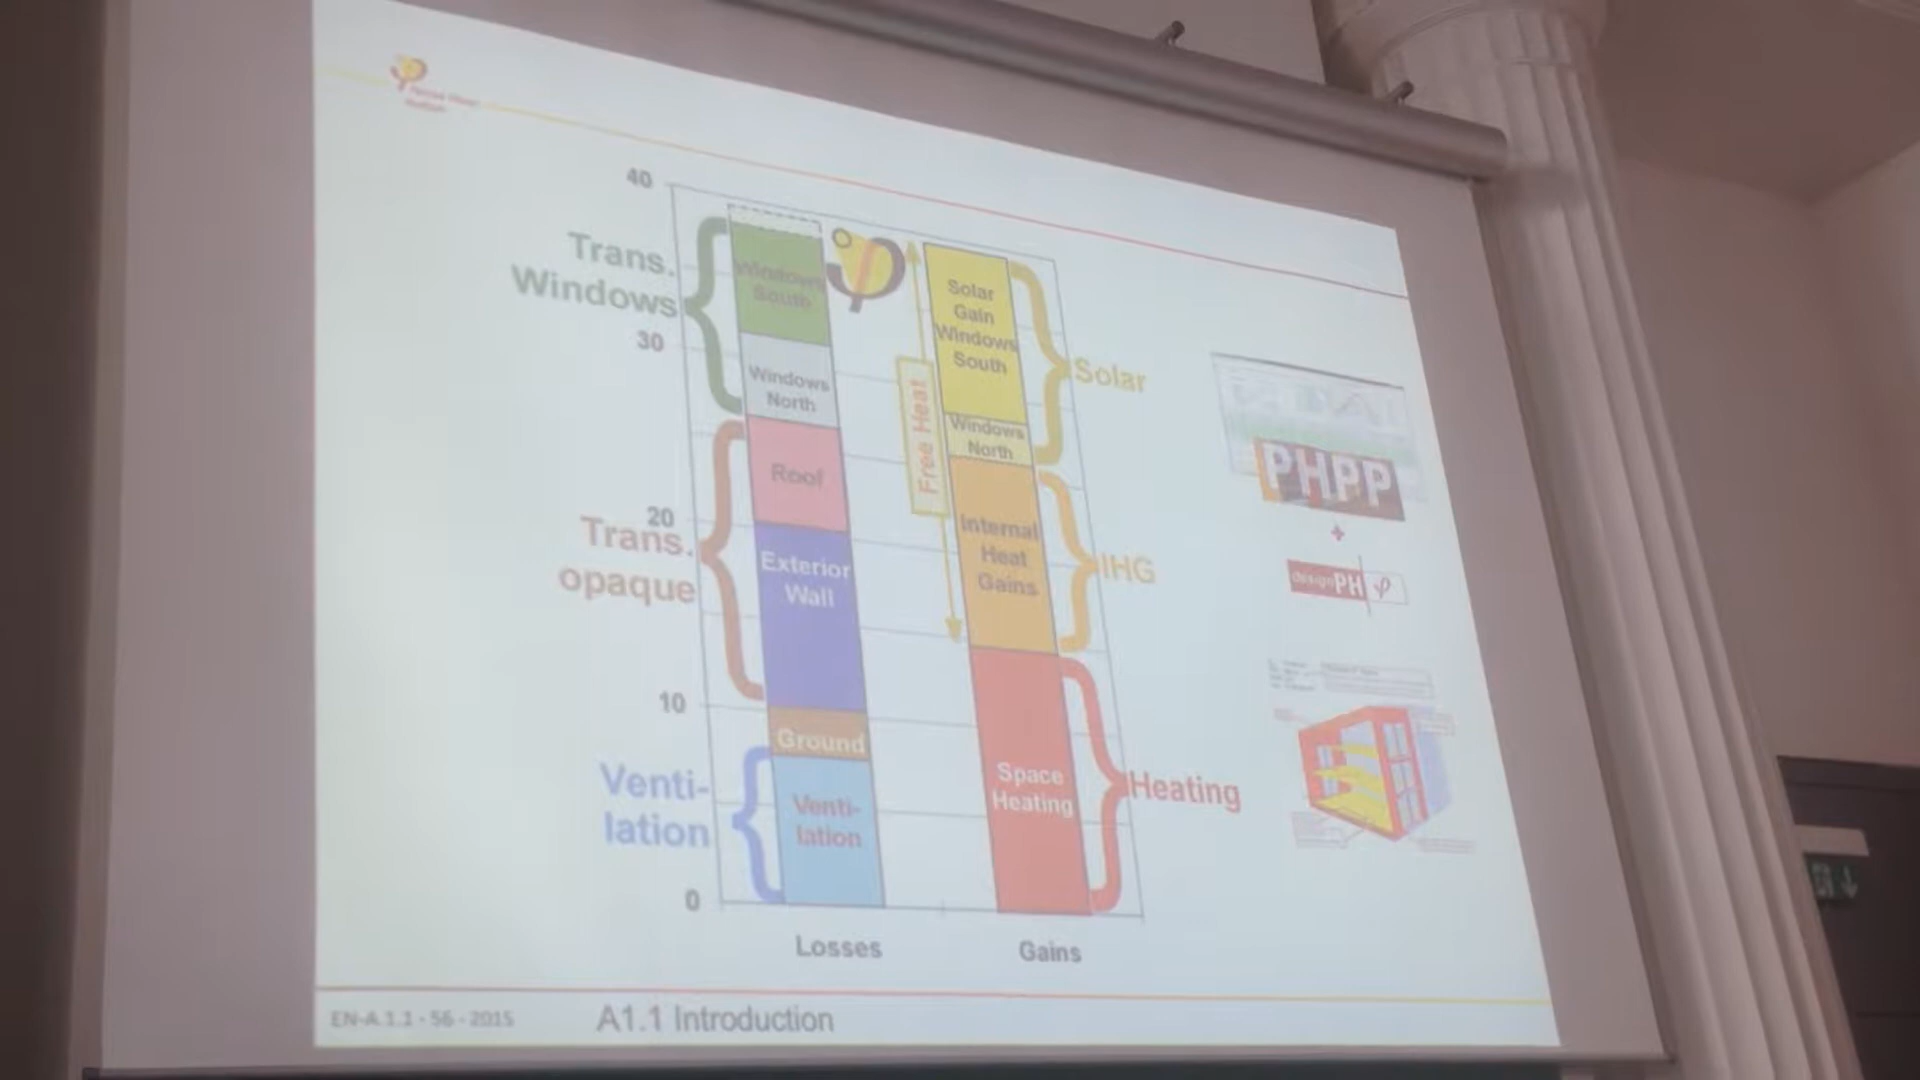 40
Trans.
Windows
30
20
Trans.
opaque
10
Venti-
lation
0
Windows
South
Windows
North
Roof
Exterior
Wall
Ground
Venti-
lation
Losses
Free Heat
Solar
Gain
Windows
South
Windows
North
Internal
Heat
Gains
Space
Heating
Gains
Solar
IHG
Heating
PHPP
+
designPH
EN-A.1.1 - 56 - 2015
A1.1 Introduction